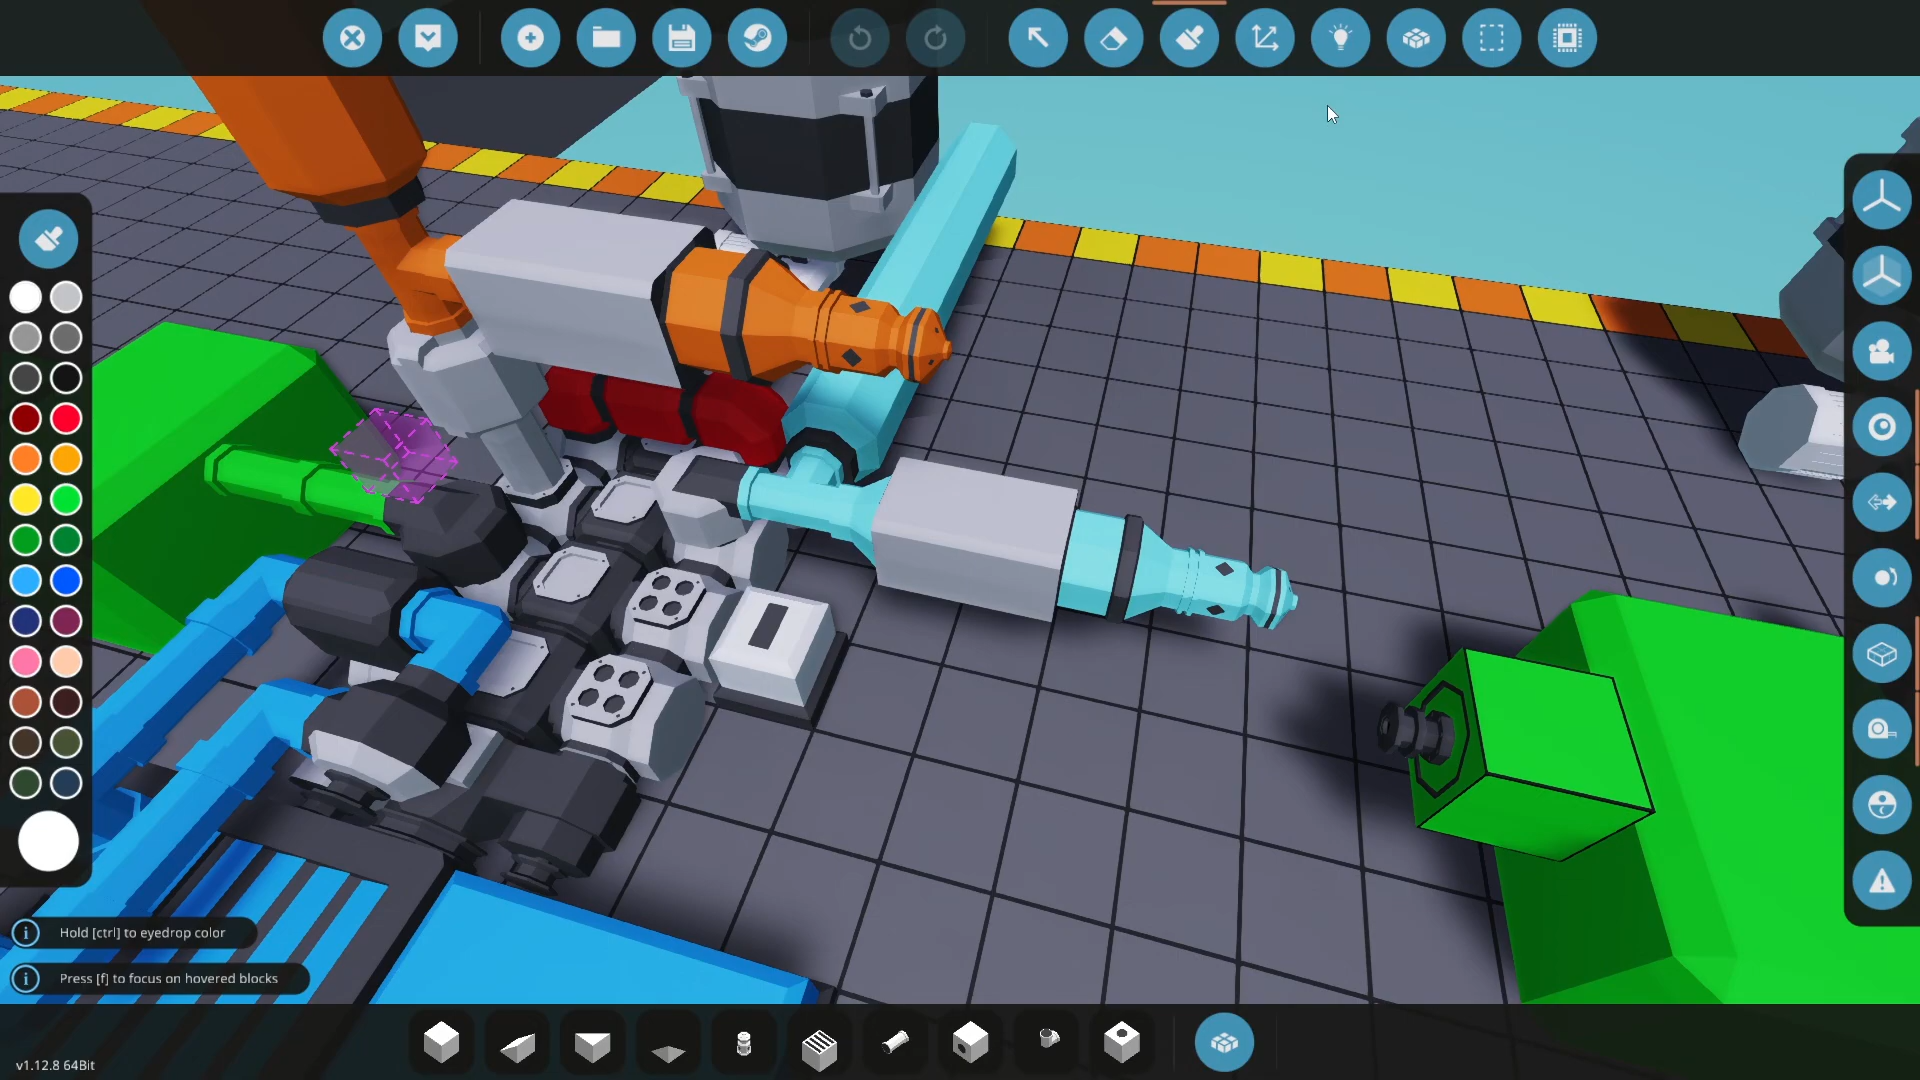 Hold [ctrl] to eyedrop color
Press [f] to focus on hovered blocks
v1.12.8 64Bit